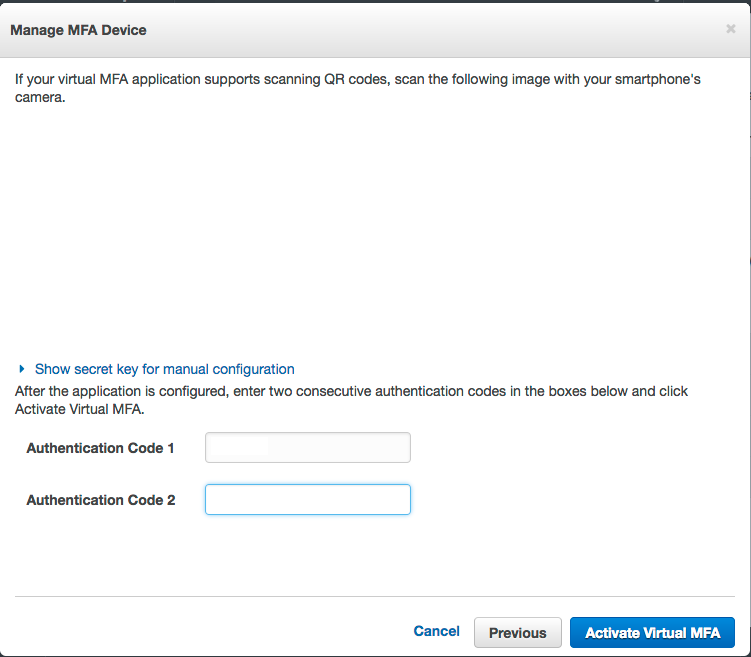 Manage MFA Device
If your virtual MFA application supports scanning QR codes, scan the following image with your smartphone's
camera.
Show secret key for manual configuration
After the application is configured, enter two consecutive authentication codes in the boxes below and click
Activate Virtual MFA.
Authentication Code 1
Authentication Code 2
Cancel Previous Activate Virtual MFA